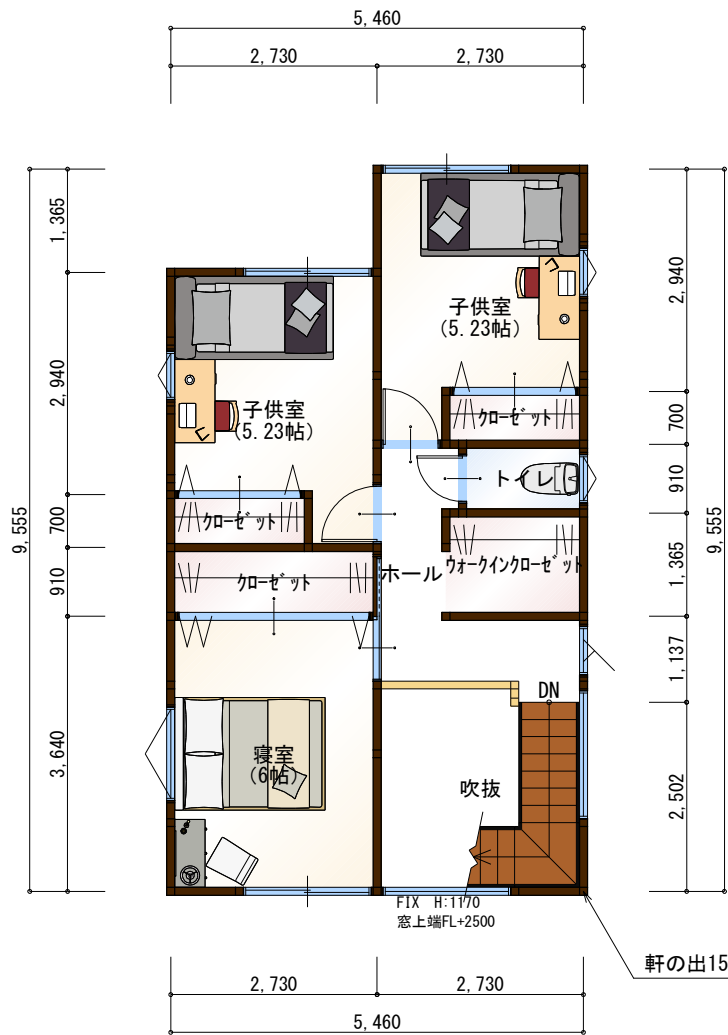 5,460
2,730
2,730
1,365
2,940
700
910
3,640
9,555
2,940
700
910
1,365
1,137
2,502
9,555
子供室
(5.23帖)
クローゼット
子供室
(5.23帖)
トイレ
クローゼット
クローゼット
ホール
ウォークインクローゼット
DN
寝室
(6帖)
吹抜
FIX H:1170
窓上端FL+2500
軒の出15
2,730
2,730
5,460